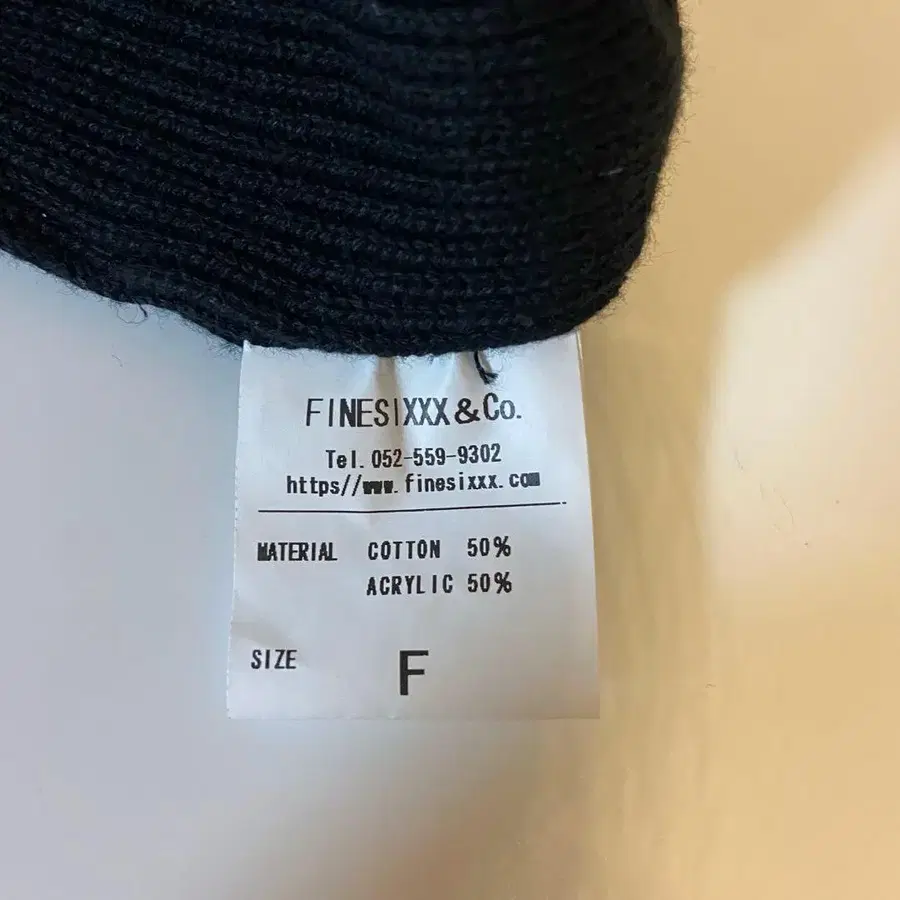 FINESIXXX&Co.
Tel. 052-559-9302
https//www.finesixxx.com
MATERIAL COTTON 50%
ACRYLIC 50%
SIZE F